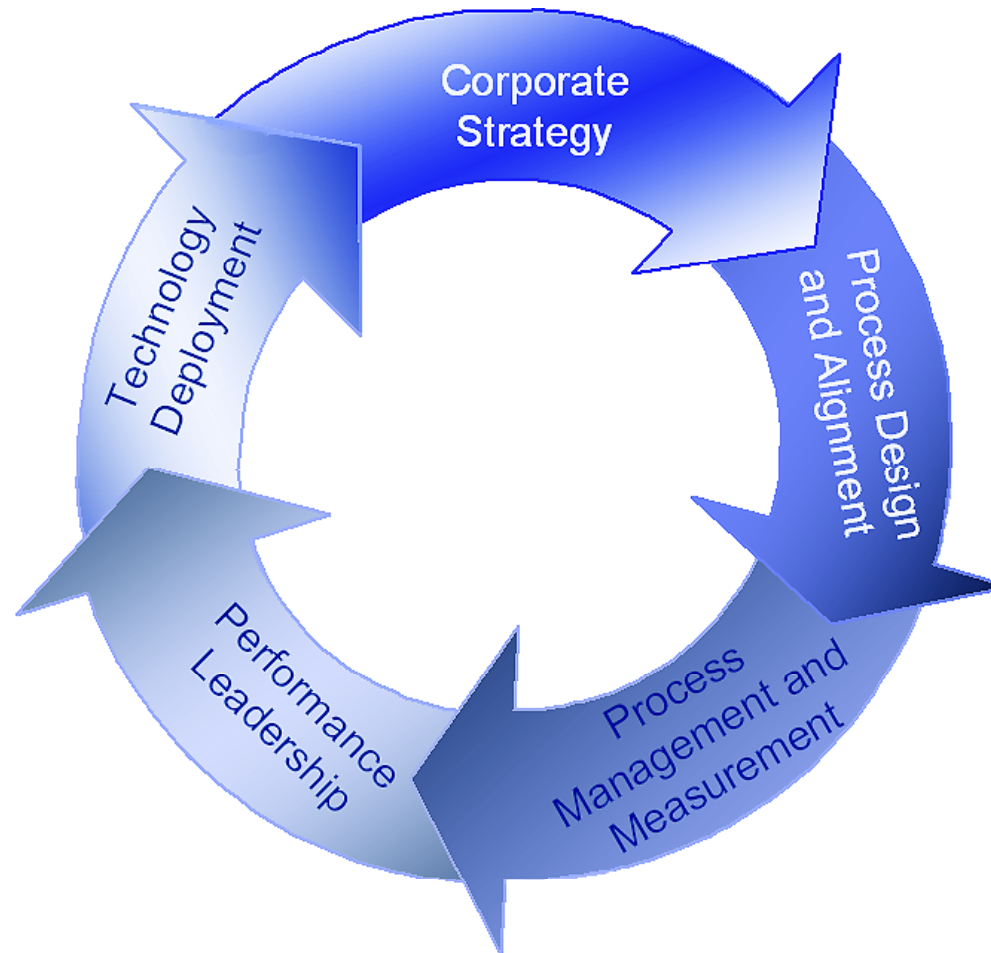 Corporate
Strategy
Process Design
and Alignment
Process
Management and
Measurement
Performance
Leadership
Technology
Deployment